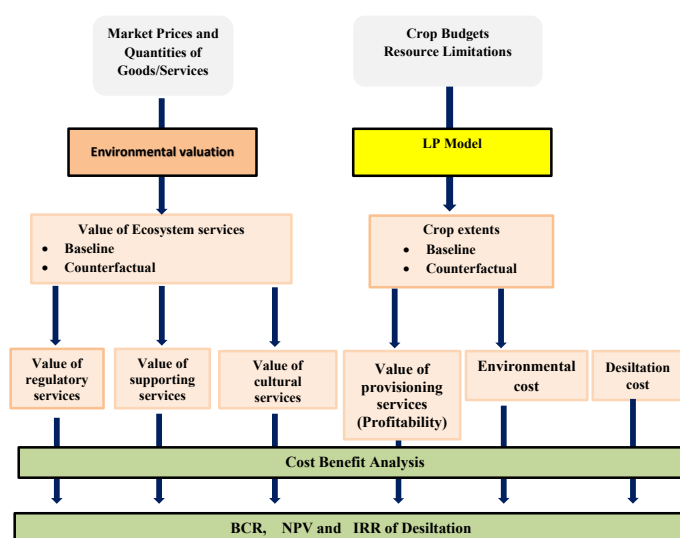 Market Prices and
Quantities of
Goods/Services
Crop Budgets
Resource Limitations
Environmental valuation
LP Model
Value of Ecosystem services
• Baseline
• Counterfactual
Crop extents
• Baseline
• Counterfactual
Value of
regulatory
services
Value of
supporting
services
Value of
cultural
services
Value of
provisioning
services
(Profitability)
Environmental
cost
Desiltation
cost
Cost Benefit Analysis
BCR, NPV and IRR of Desiltation